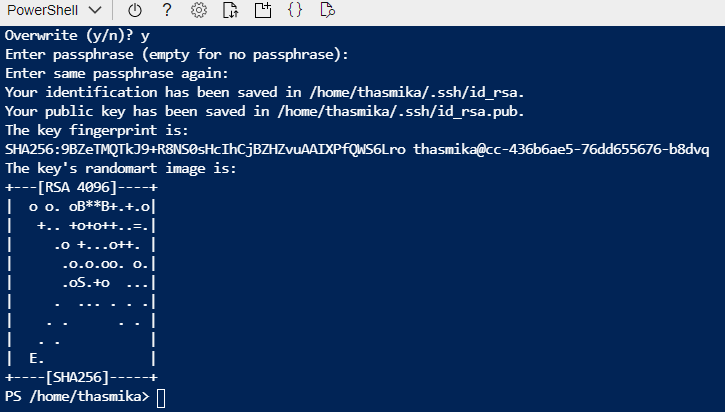 PowerShell
Overwrite (y/n)? y
Enter passphrase (empty for no passphrase):
Enter same passphrase again:
Your identification has been saved in /home/thasmika/.ssh/id_rsa.
Your public key has been saved in /home/thasmika/.ssh/id_rsa.pub.
The key fingerprint is:
SHA256:9BZeTMQTkJ9+R8NS0sHcIhCjBZHZvuAAIXPfQWS6Lro thasmika@cc-436b6ae5-76dd655676-b8dvq
The key's randomart image is:
+---[RSA 4096]----+
|  o o. oB**B+.+.o|
|   +.. +o+o++..=.|
|     .o +...o++. |
|      .o.o.oo. o.|
|      .oS.+o  ...|
|     .  ... . . .|
|    . .      . . |
|   . .           |
|  E.             |
+----[SHA256]-----+
PS /home/thasmika>